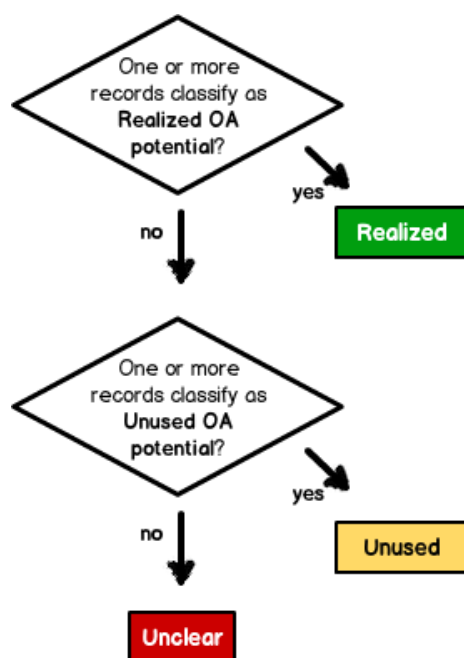 One or more
records classify as
Realized OA
potential?
yes
Realized
no
One or more
records classify as
Unused OA
potential?
yes
Unused
no
Unclear